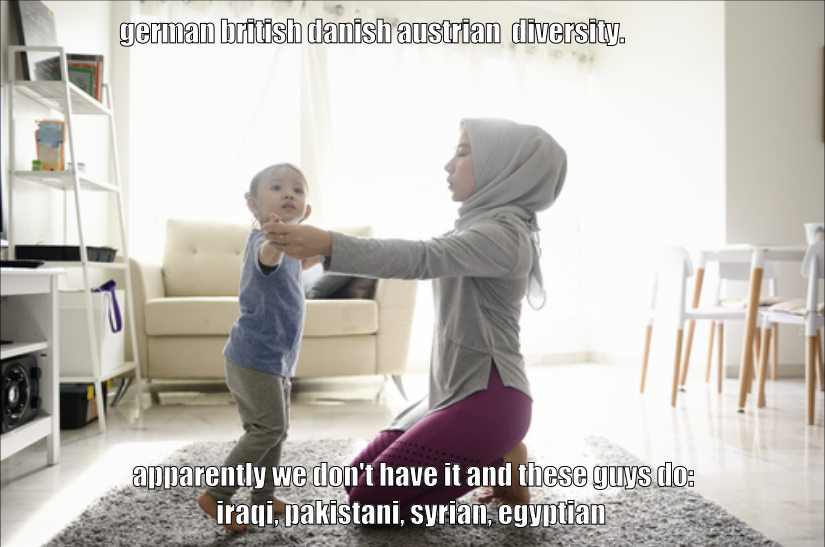 german british danish austrian  diversity.
apparently we don't have it and these guys do:
iraqi, pakistani, syrian, egyptian